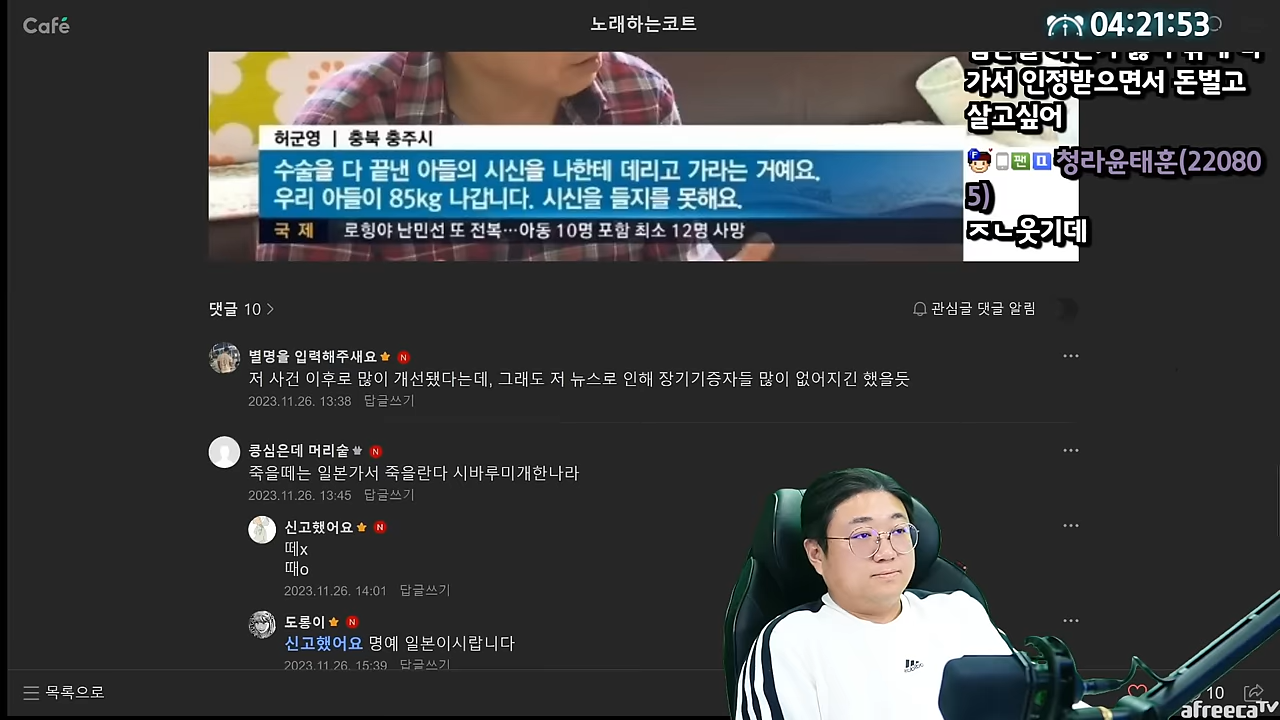 Café
노래하는코트
04:21:53
가서 인정받으면서 돈벌고
살고싶어
팬
청라윤태훈(22080
5)
ㅈㄴ웃기데
허군영 | 충북 충주시
수술을 다 끝낸 아들의 시신을 나한테 데리고 가라는 거예요.
우리 아들이 85kg 나갑니다. 시신을 들지를 못해요.
국 제 로힝야 난민선 또 전복…아동 10명 포함 최소 12명 사망
댓글 10 >
관심글 댓글 알림
별명을 입력해주새요 N
저 사건 이후로 많이 개선됐다는데, 그래도 저 뉴스로 인해 장기기증자들 많이 없어지긴 했을듯
2023.11.26. 13:38 답글쓰기
콩심은데 머리숱 N
죽을떼는 일본가서 죽을란다 시바루미개한나라
2023.11.26. 13:45 답글쓰기
신고했어요 N
떼x
때o
2023.11.26. 14:01 답글쓰기
도롱이 N
신고했어요 명예 일본이시랍니다
2023.11.26. 15:39 답글쓰기
목록으로
10
afreecaTV